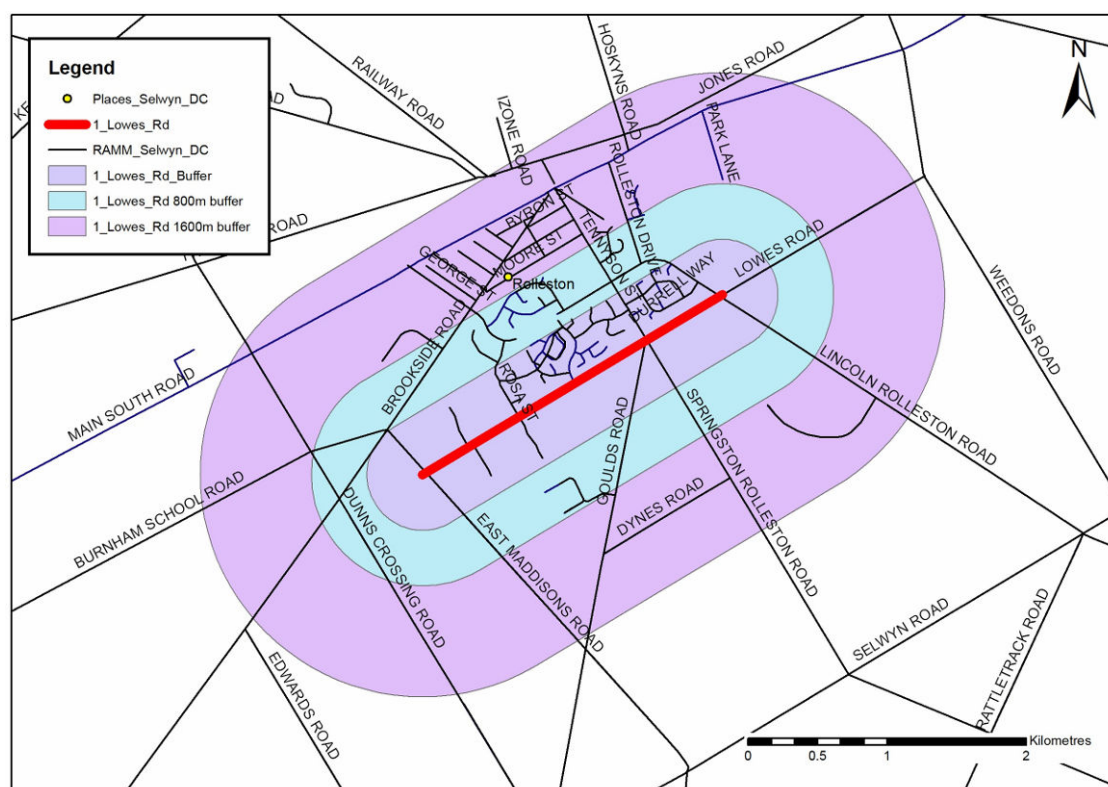 Legend
Places_Selwyn_DC
1_Lowes_Rd
RAMM_Selwyn_DC
1_Lowes_Rd_Buffer
1_Lowes_Rd 800m buffer
1_Lowes_Rd 1600m buffer
N
RAILWAY ROAD
IZONE ROAD
HOSKYNS ROAD
JONES ROAD
PARK LANE
ROLLESTON DRIVE
BYRON ST
TENNYSON ST
MOORE ST
GEORGE ST
Rolleston
DURRELL WAY
LOWES ROAD
WEEDONS ROAD
ROAD
ROAD
MAIN SOUTH ROAD
BROOKSIDE ROAD
ROSA ST
LINCOLN ROLLESTON ROAD
GOULDS ROAD
SPRINGSTON ROLLESTON ROAD
BURNHAM SCHOOL ROAD
DUNNS CROSSING ROAD
EAST MADDISONS ROAD
DYNES ROAD
SELWYN ROAD
RATTLETRACK ROAD
EDWARDS ROAD
Kilometres
0 0.5 1 2